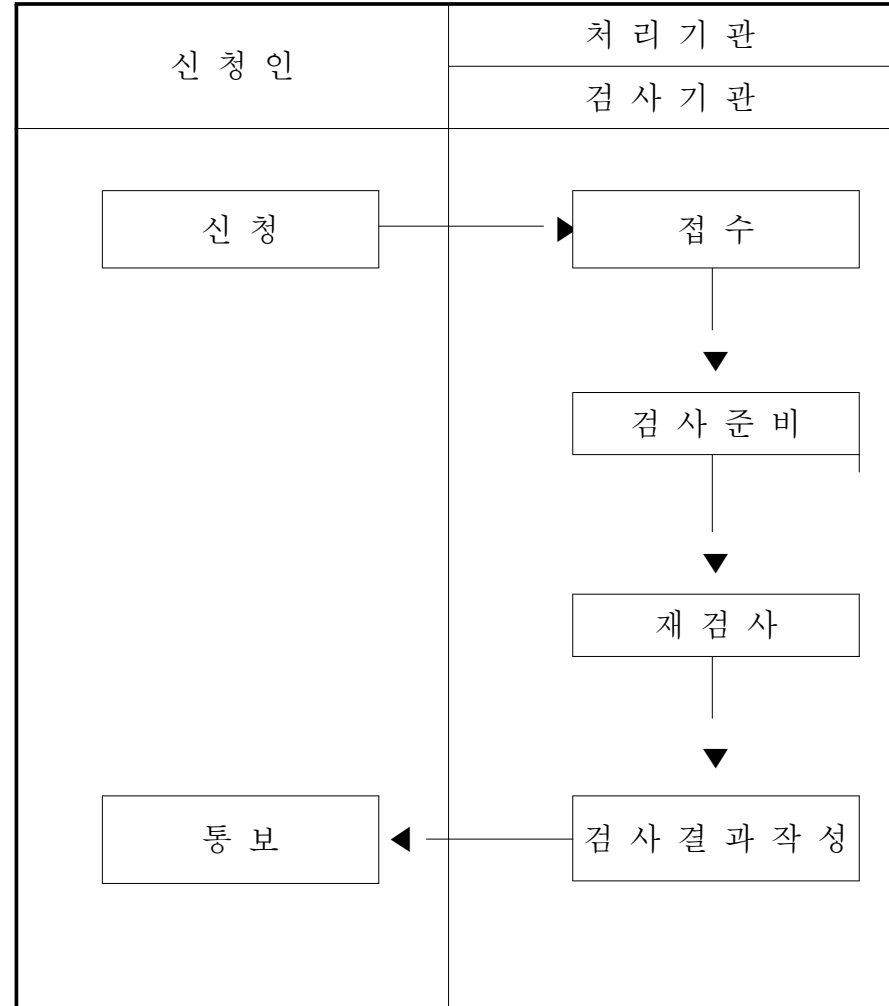 신 청 인
처 리 기 관
검 사 기 관
신 청
접 수
검 사 준 비
재 검 사
통 보
검 사 결 과 작 성